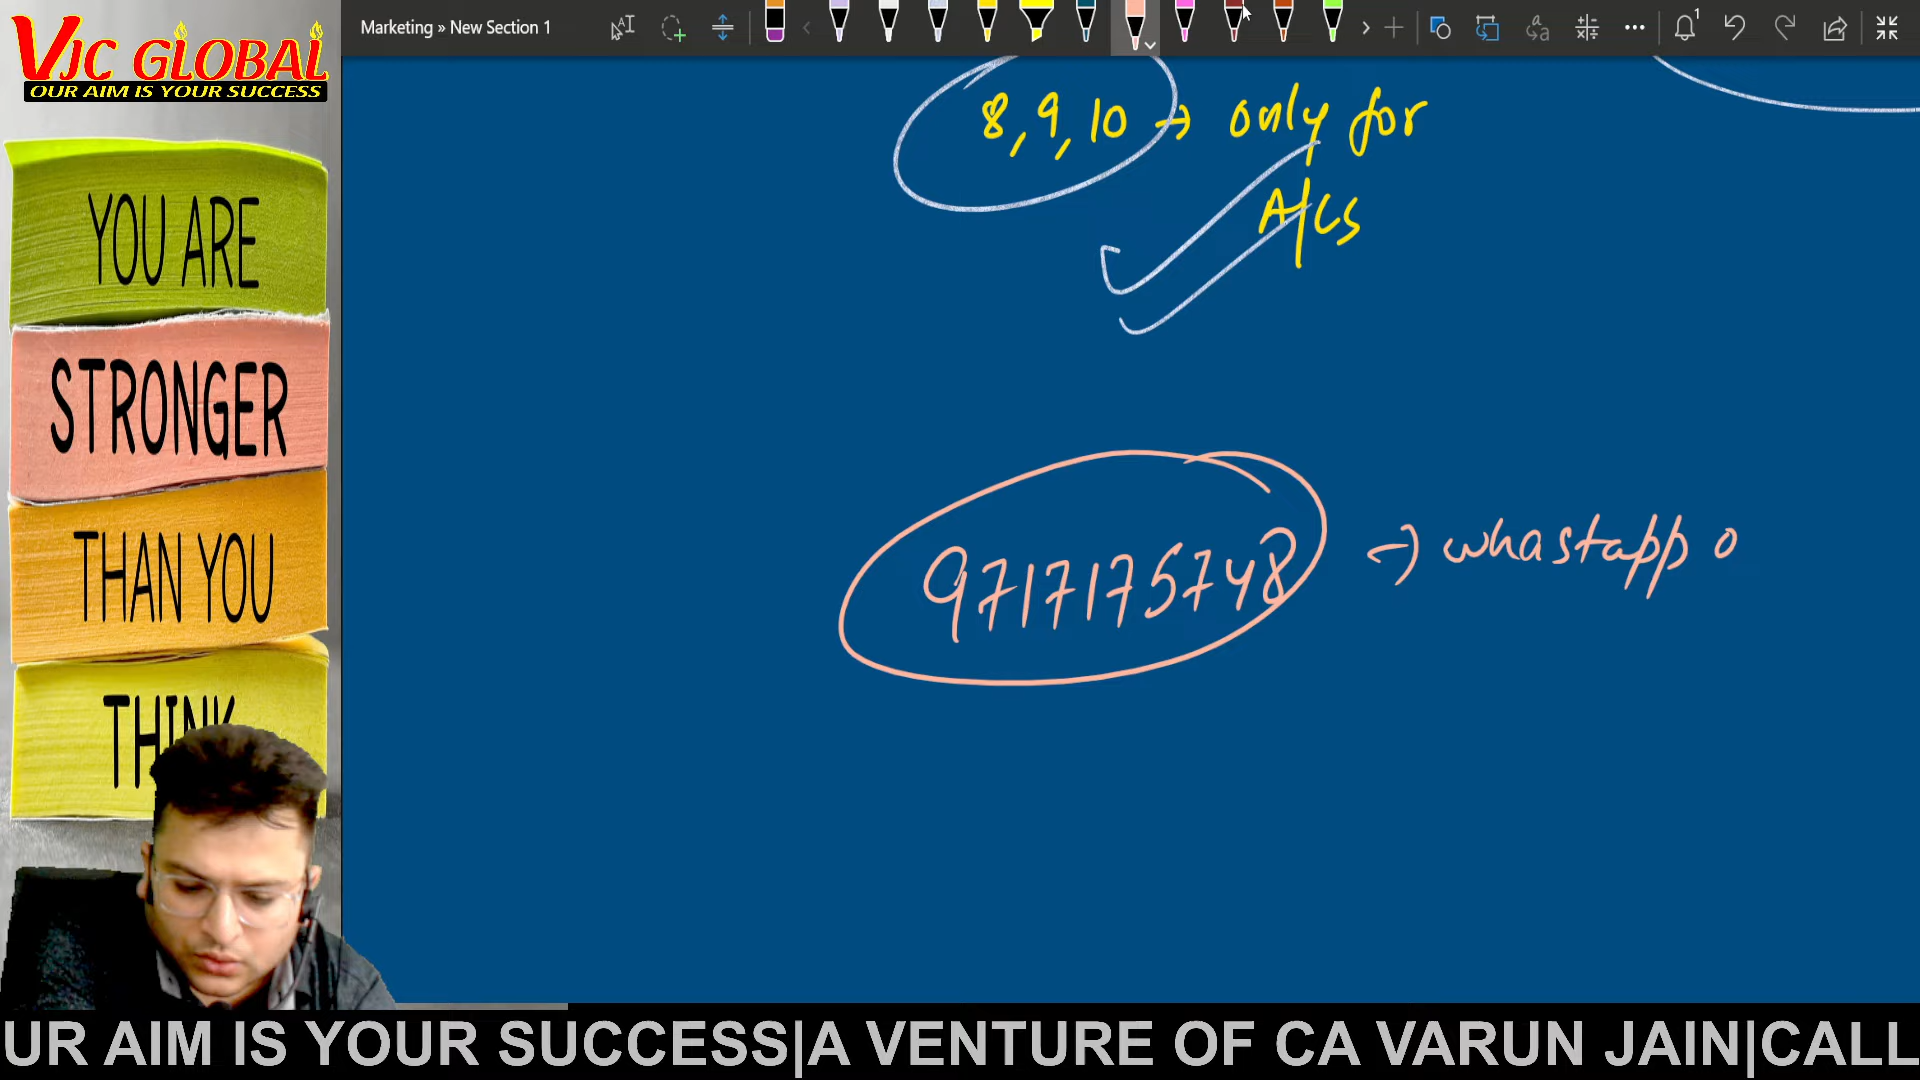 VJC GLOBAL
OUR AIM IS YOUR SUCCESS
YOU ARE
STRONGER
THAN YOU
THINK
Marketing » New Section 1
8, 9, 10 → only for
A/Cs
9717175748 → whastapp o
UR AIM IS YOUR SUCCESS|A VENTURE OF CA VARUN JAIN|CALL